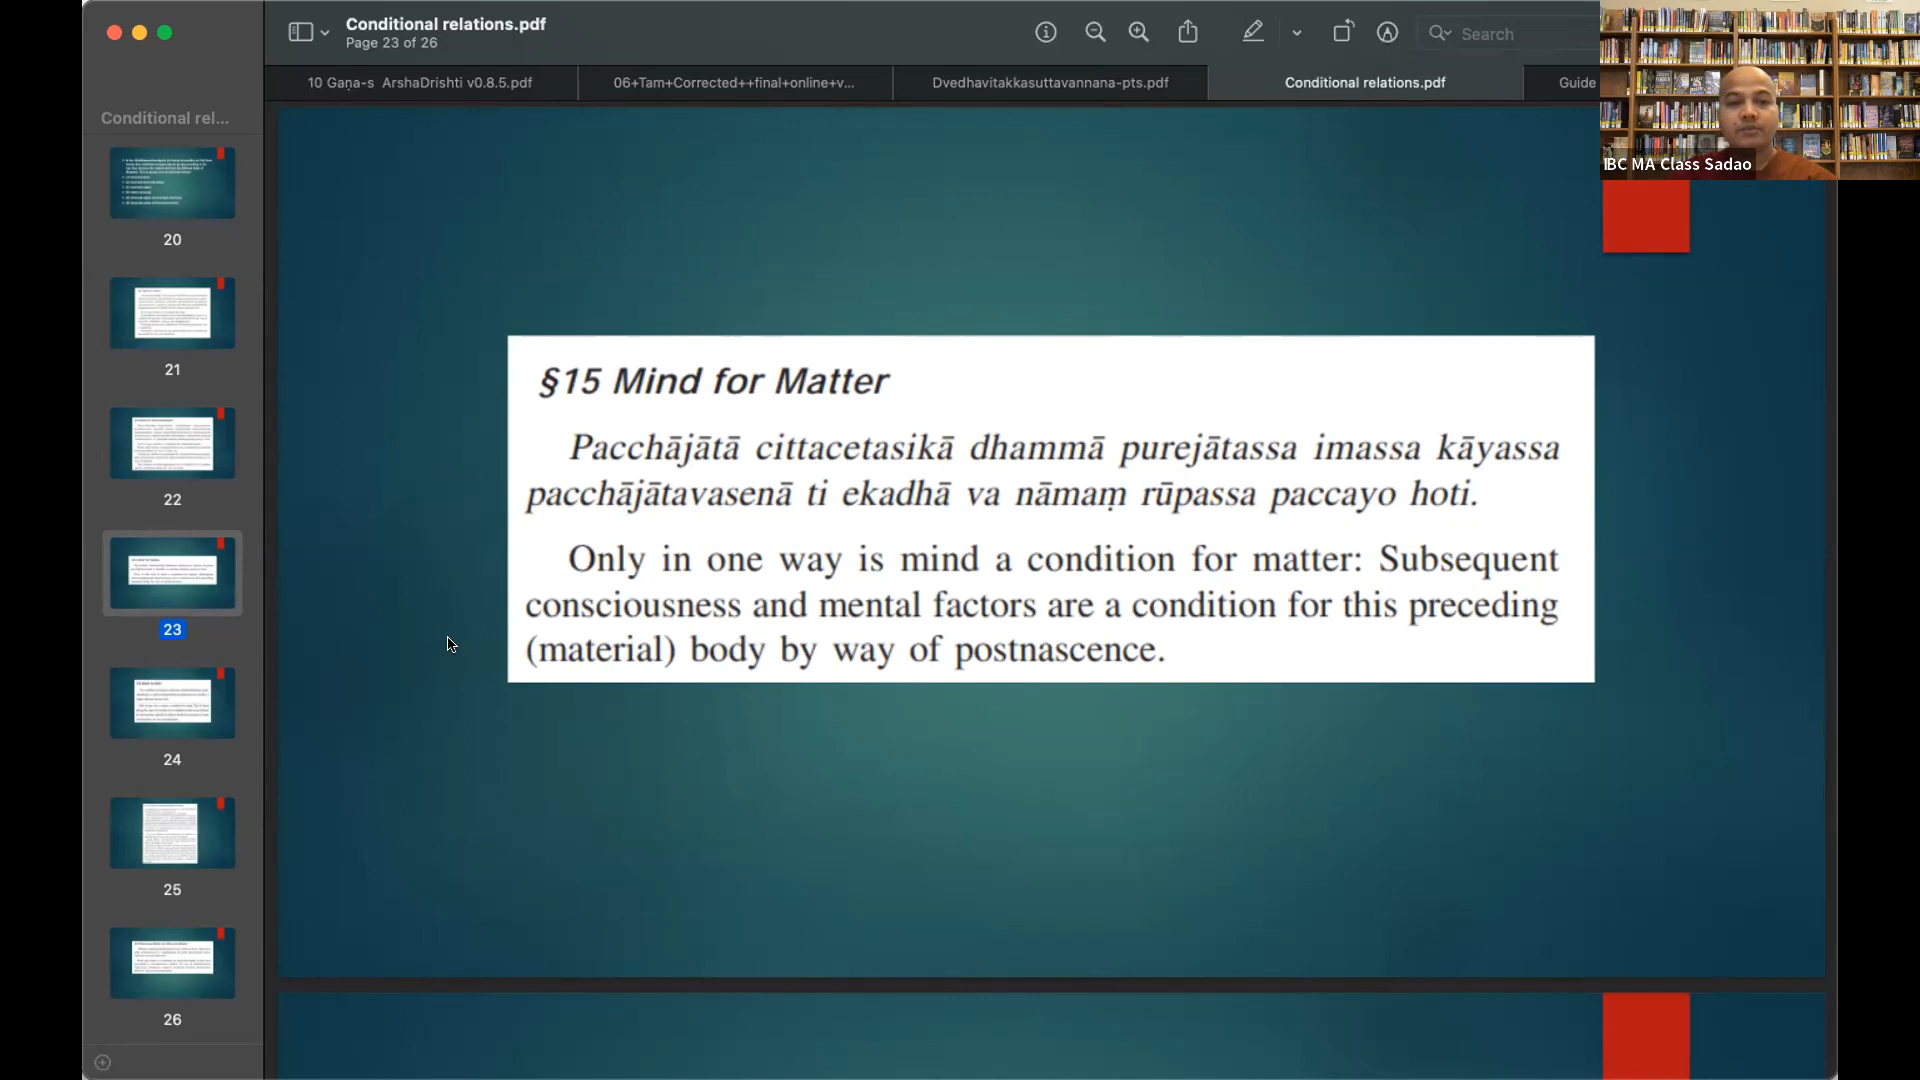 Conditional relations.pdf
Page 23 of 26
Search
10 Gaṇa-s ArshaDrishti v0.8.5.pdf
06+Tam+Corrected++final+online+v...
Dvedhavitakkasuttavannana-pts.pdf
Conditional relations.pdf
Guide
IBC MA Class Sadao
Conditional rel...
20
21
22
23
24
25
26
§15 Mind for Matter
Pacchājātā cittacetasikā dhammā purejātassa imassa kāyassa
pacchājātavasenā ti ekadhā va nāmaṃ rūpassa paccayo hoti.
Only in one way is mind a condition for matter: Subsequent
consciousness and mental factors are a condition for this preceding
(material) body by way of postnascence.